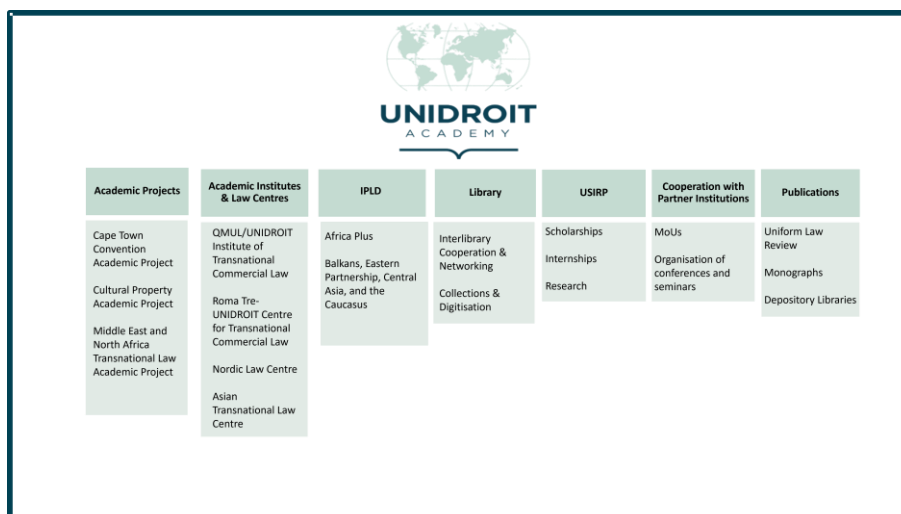 UNIDROIT
ACADEMY
Academic Projects
Cape Town
Convention
Academic Project
Cultural Property
Academic Project
Middle East and
North Africa
Transnational Law
Academic Project
Academic Institutes
& Law Centres
QMUL/UNIDROIT
Institute of
Transnational
Commercial Law
Roma Tre-
UNIDROIT Centre
for Transnational
Commercial Law
Nordic Law Centre
Asian
Transnational Law
Centre
IPLD
Africa Plus
Balkans, Eastern
Partnership, Central
Asia, and the
Caucasus
Library
Interlibrary
Cooperation &
Networking
Collections &
Digitisation
USIRP
Scholarships
Internships
Research
Cooperation with
Partner Institutions
MoUs
Organisation of
conferences and
seminars
Publications
Uniform Law
Review
Monographs
Depository Libraries